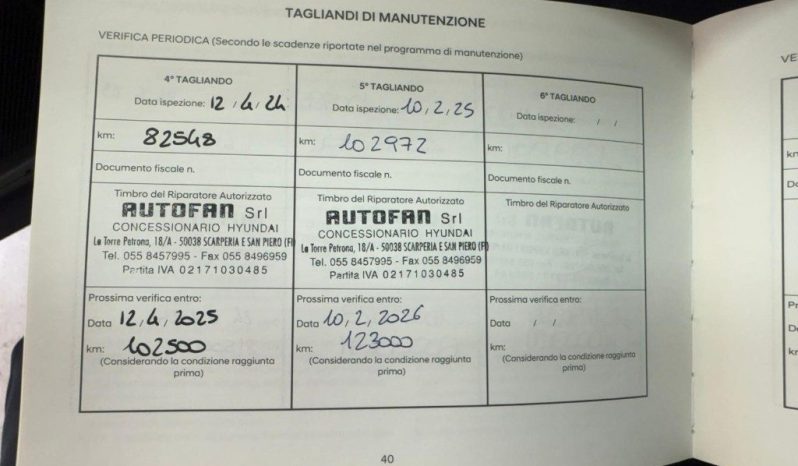 TAGLIANDI DI MANUTENZIONE
VERIFICA PERIODICA (Secondo le scadenze riportate nel programma di manutenzione)
4° TAGLIANDO
Data ispezione: 12 / 4 / 24
km: 82548
Documento fiscale n.
Timbro del Riparatore Autorizzato
AUTOFAN Srl
CONCESSIONARIO HYUNDAI
La Torre Petrona, 18/A - 50038 SCARPERIA E SAN PIERO (FI)
Tel. 055 8457995 - Fax 055 8496959
Partita IVA 02171030485
Prossima verifica entro:
Data 12, 4, 2025
km: 102500
(Considerando la condizione raggiunta
prima)
5° TAGLIANDO
Data ispezione: 10, 2, 25
km: 102972
Documento fiscale n.
Timbro del Riparatore Autorizzato
AUTOFAN Srl
CONCESSIONARIO HYUNDAI
La Torre Petrona, 18/A - 50038 SCARPERIA E SAN PIERO (FI)
Tel. 055 8457995 - Fax 055 8496959
Partita IVA 02171030485
Prossima verifica entro:
Data 10, 2, 2026
km: 123000
(Considerando la condizione raggiunta
prima)
6° TAGLIANDO
Data ispezione: / /
km:
Documento fiscale n.
Timbro del Riparatore Autorizzato
Prossima verifica entro:
Data / /
km:
(Considerando la condizione raggiunta
prima)
40